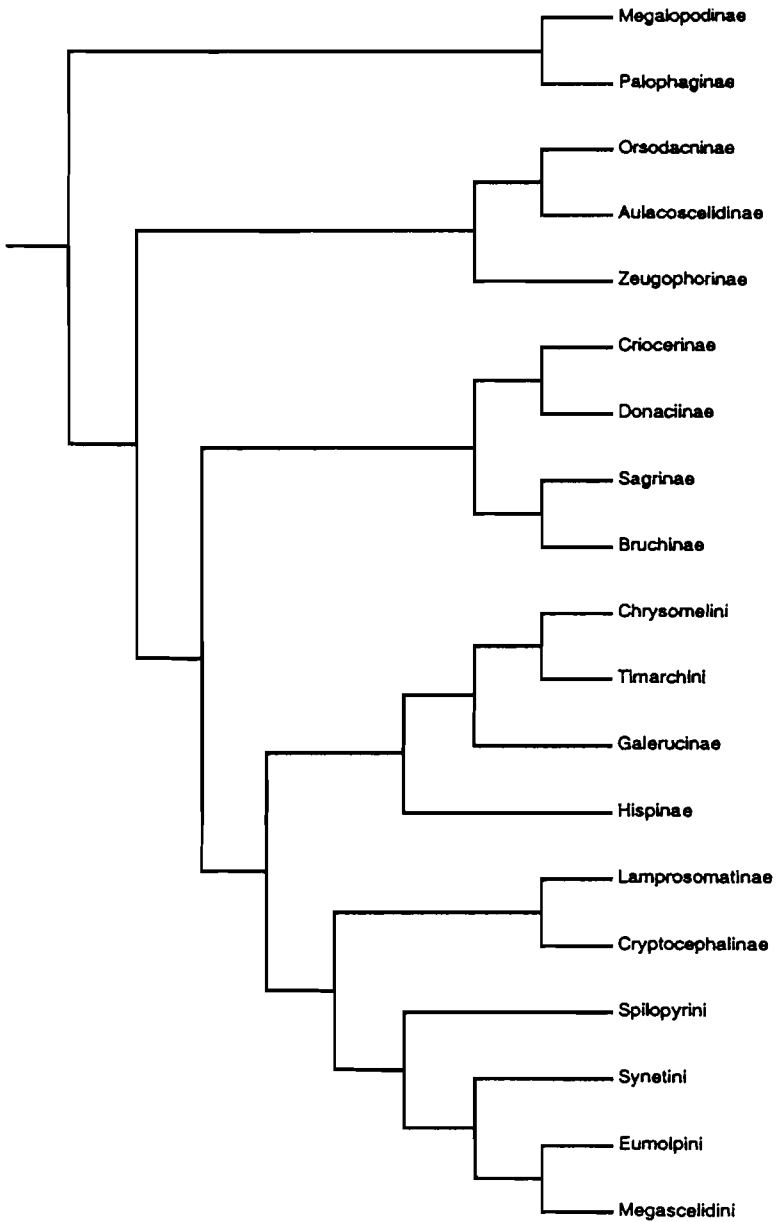 Megalopodinae
Palophaginae
Orsodacninae
Aulacoscelidinae
Zeugophorinae
Criocerinae
Donaciinae
Sagrinae
Bruchinae
Chrysomelini
Timarchini
Galerucinae
Hispinae
Lamprosomatinae
Cryptocephalinae
Spilopyrini
Synetini
Eumolpini
Megascelidini